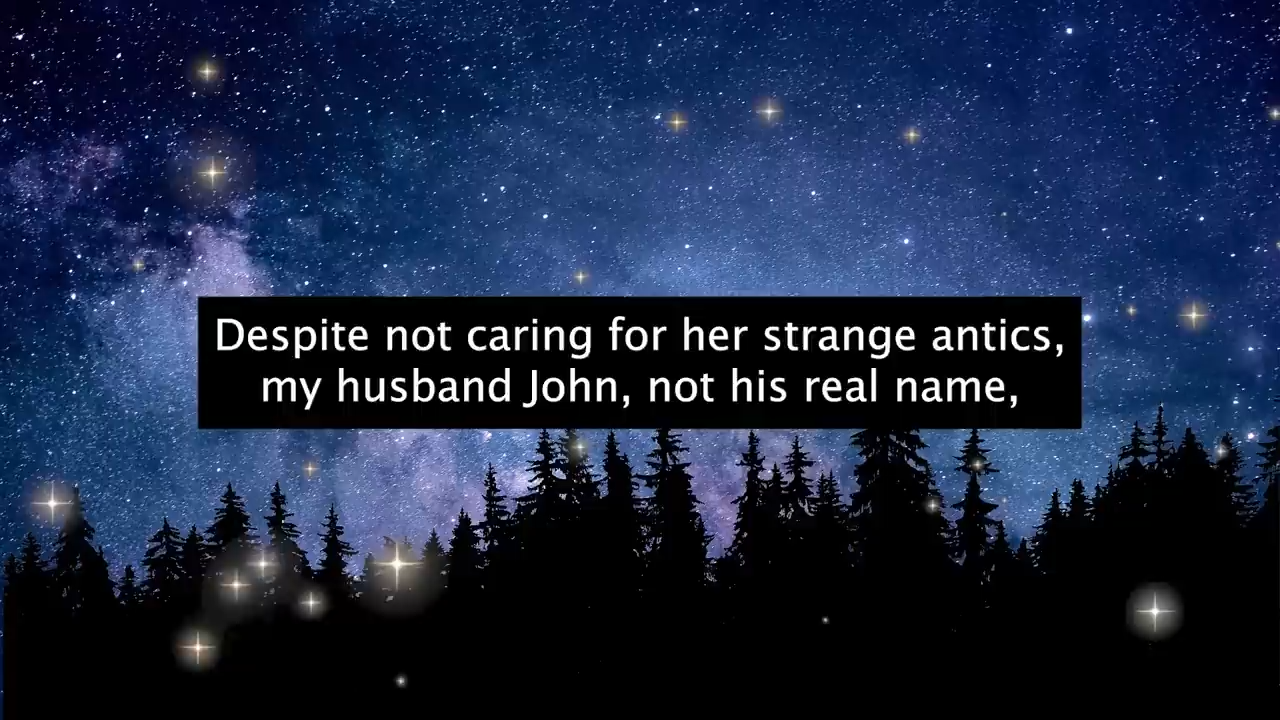 Despite not caring for her strange antics,
my husband John, not his real name,